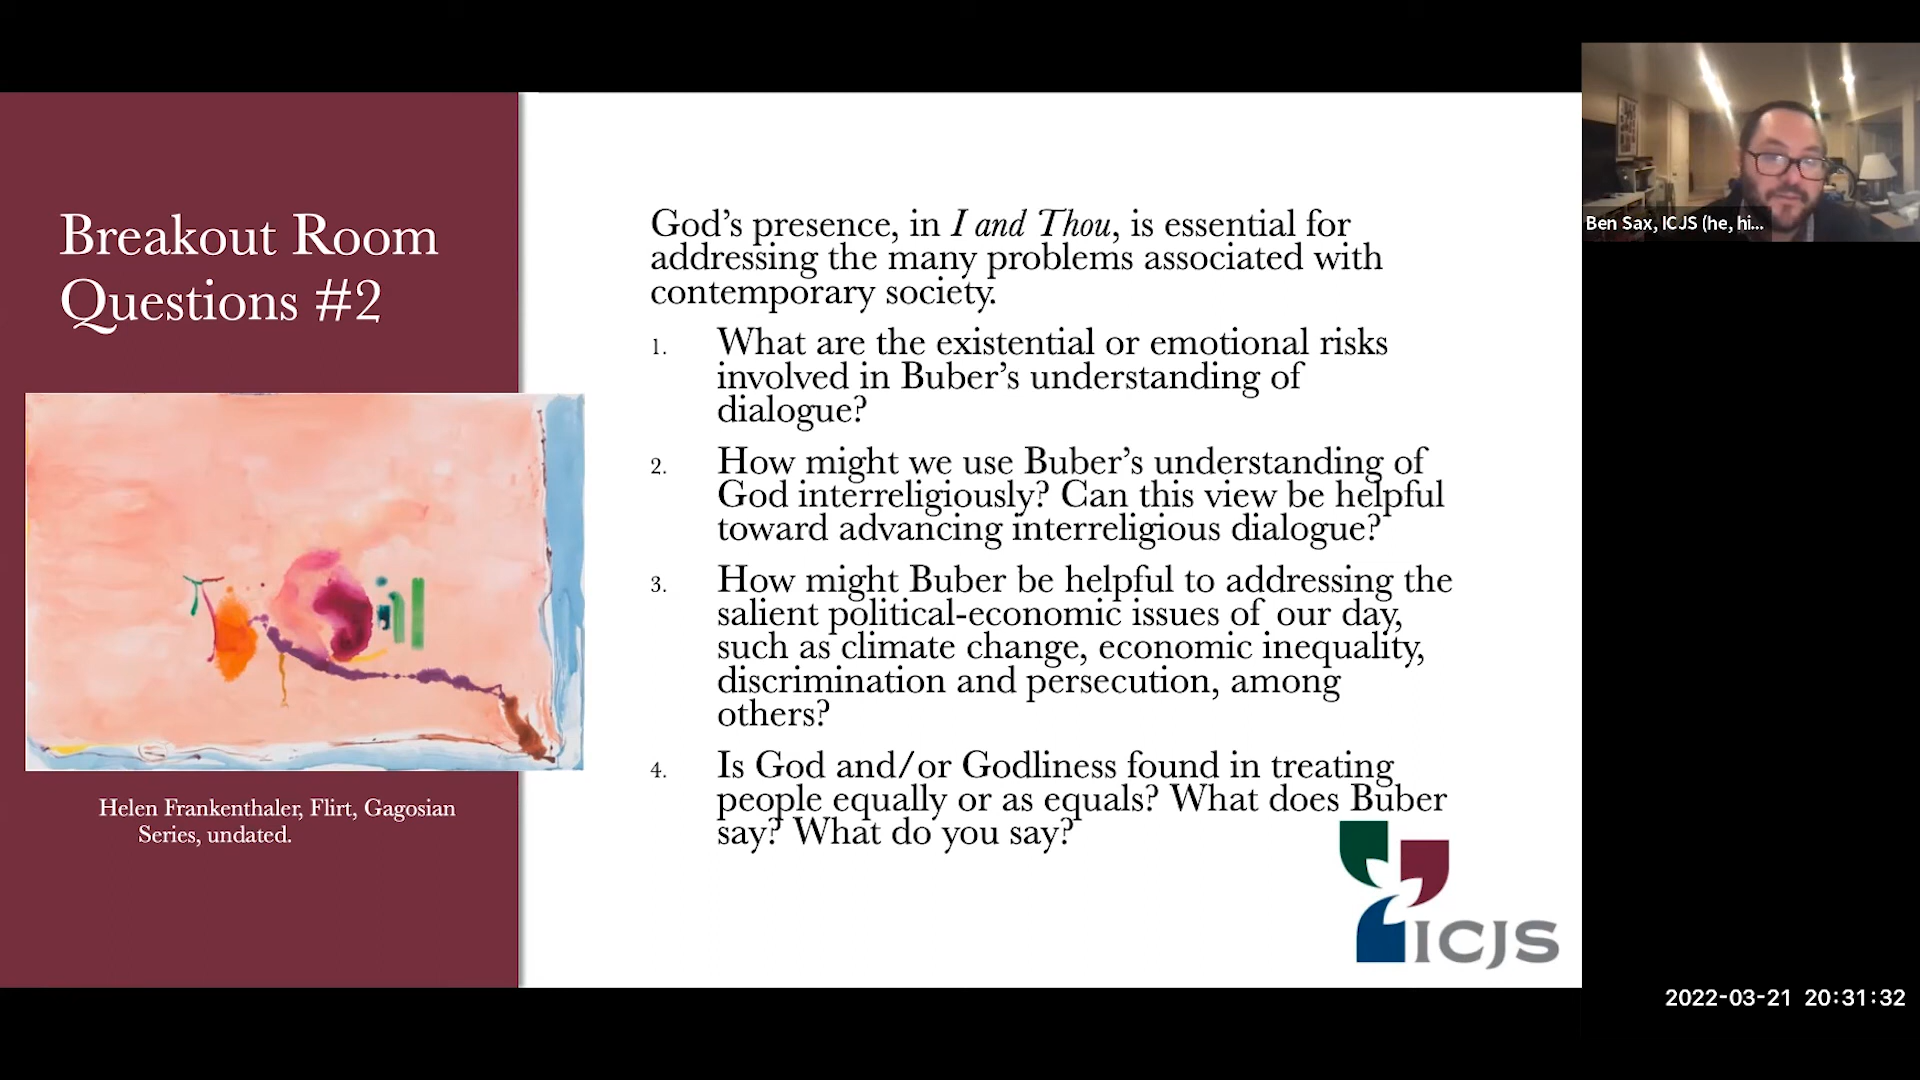 Breakout Room
Questions #2
Helen Frankenthaler, Flirt, Gagosian
Series, undated.
God’s presence, in I and Thou, is essential for
addressing the many problems associated with
contemporary society.
1. What are the existential or emotional risks
involved in Buber’s understanding of
dialogue?
2. How might we use Buber’s understanding of
God interreligiously? Can this view be helpful
toward advancing interreligious dialogue?
3. How might Buber be helpful to addressing the
salient political-economic issues of our day,
such as climate change, economic inequality,
discrimination and persecution, among
others?
4. Is God and/or Godliness found in treating
people equally or as equals? What does Buber
say? What do you say?
ICJS
Ben Sax, ICJS (he, hi...
2022-03-21 20:31:32